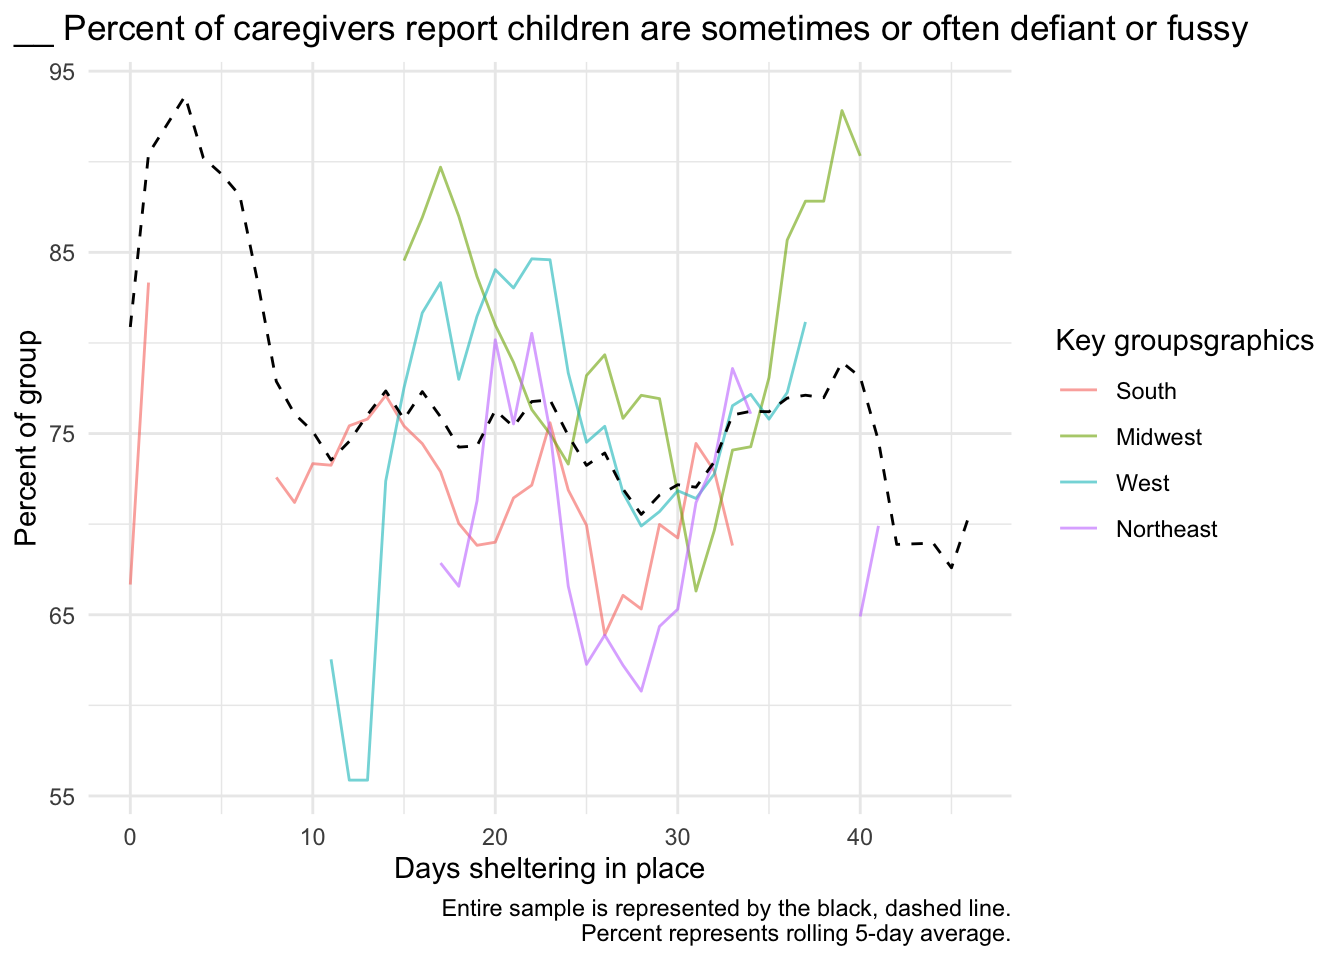 __ Percent of caregivers report children are sometimes or often defiant or fussy
95
85
75
65
55
Percent of group
0 10 20 30 40
Days sheltering in place
Key groupsgraphics
South
Midwest
West
Northeast
Entire sample is represented by the black, dashed line.
Percent represents rolling 5-day average.